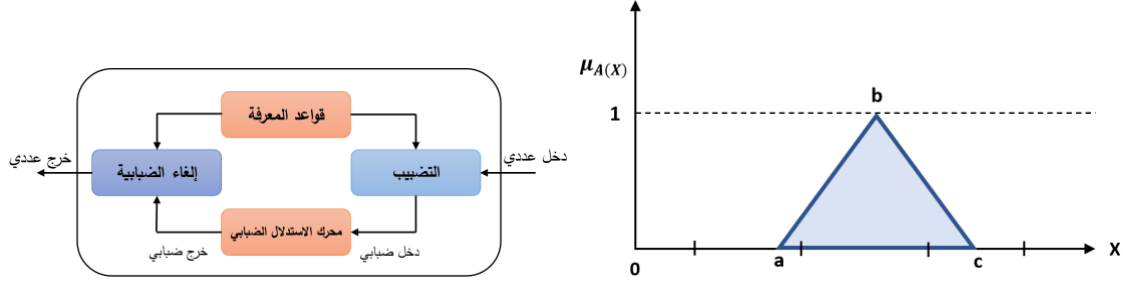 قواعد المعرفة
دخل عددي
التضبيب
إلغاء الضبابية
خرج عددي
محرك الاستدلال الضبابي
دخل ضبابي
خرج ضبابي
μA(X)
1
b
0
a
c
X